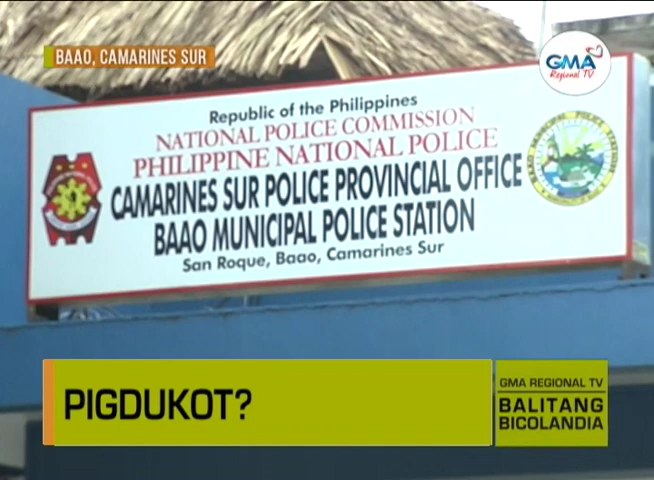 BAAO, CAMARINES SUR
GMA
Regional TV
Republic of the Philippines
NATIONAL POLICE COMMISSION
PHILIPPINE NATIONAL POLICE
CAMARINES SUR POLICE PROVINCIAL OFFICE
BAAO MUNICIPAL POLICE STATION
San Roque, Baao, Camarines Sur
PIGDUKOT?
GMA REGIONAL TV
BALITANG
BICOLANDIA